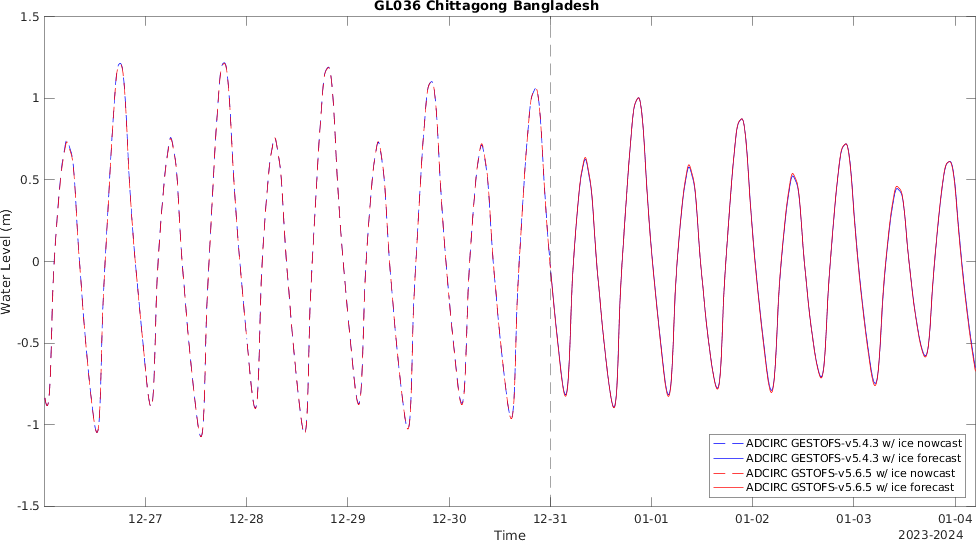 GL036 Chittagong Bangladesh
1.5
1
0.5
0
-0.5
-1
-1.5
Water Level (m)
12-27
12-28
12-29
12-30
12-31
01-01
01-02
01-03
01-04
Time
2023-2024
ADCIRC GESTOFS-v5.4.3 w/ ice nowcast
ADCIRC GESTOFS-v5.4.3 w/ ice forecast
ADCIRC GSTOFS-v5.6.5 w/ ice nowcast
ADCIRC GSTOFS-v5.6.5 w/ ice forecast